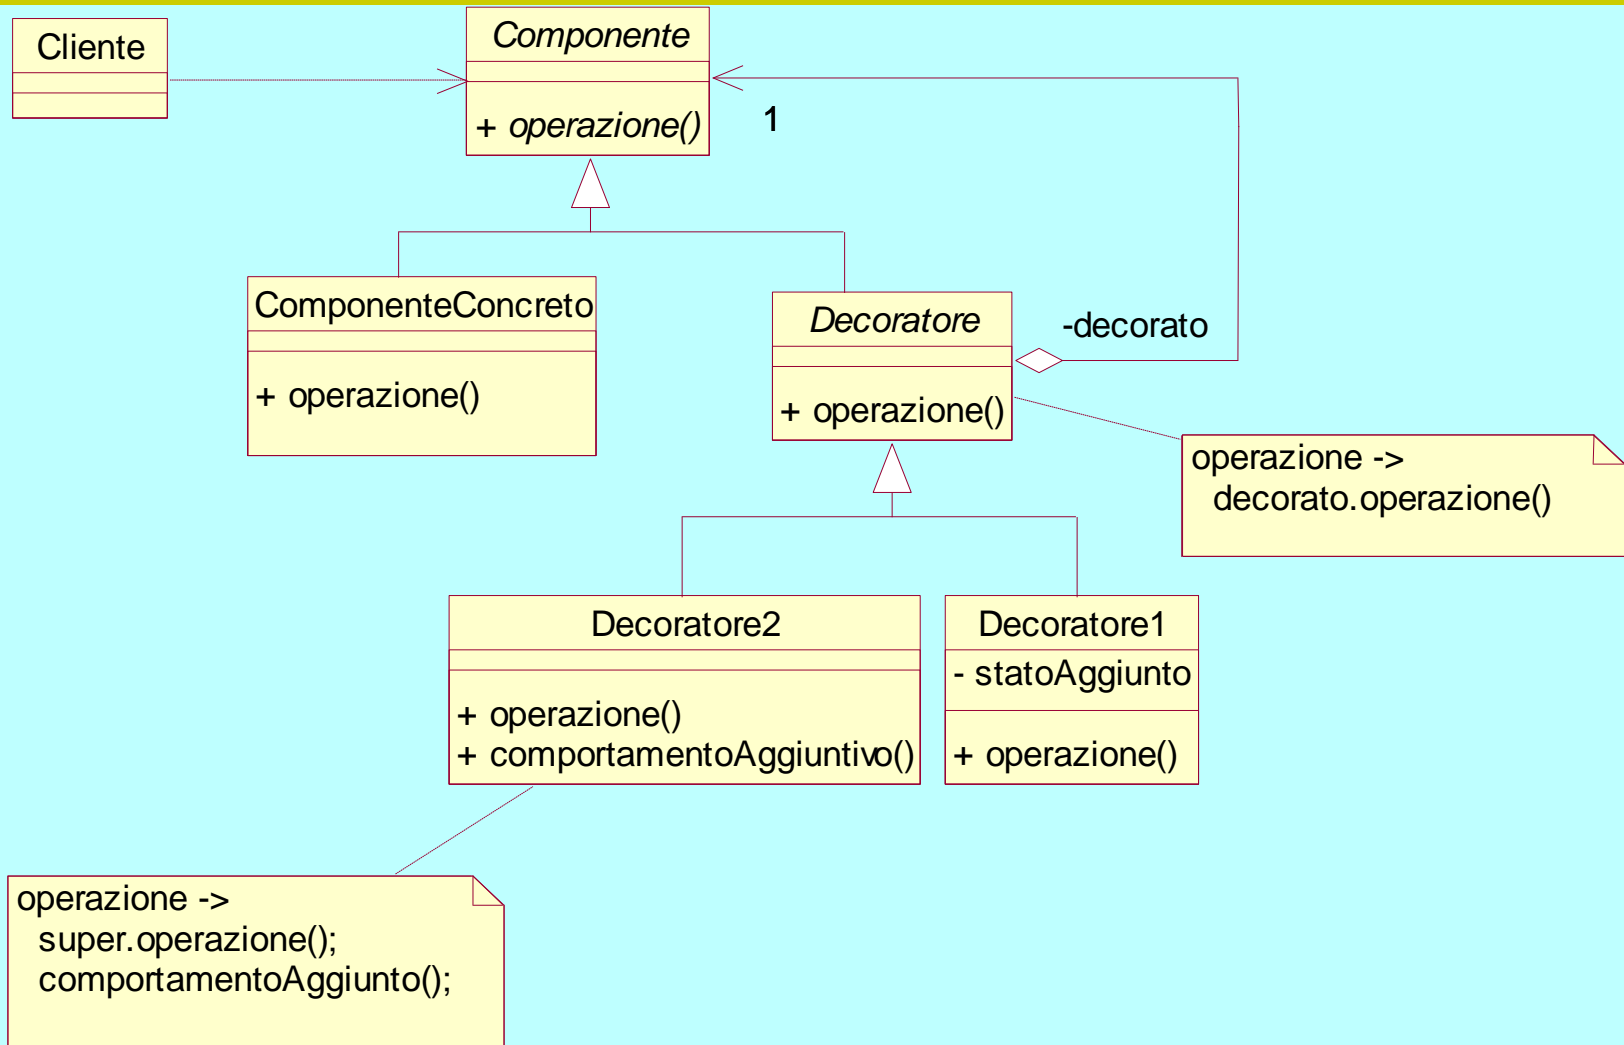 Cliente
Componente
+ operazione()
1
ComponenteConcreto
+ operazione()
Decoratore
+ operazione()
-decorato
operazione ->
decorato.operazione()
Decoratore2
+ operazione()
+ comportamentoAggiuntivo()
Decoratore1
- statoAggiunto
+ operazione()
operazione ->
super.operazione();
comportamentoAggiunto();